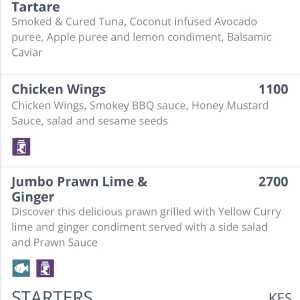 Tartare
Smoked & Cured Tuna, Coconut infused Avocado
puree, Apple puree and lemon condiment, Balsamic
Caviar
Chicken Wings 1100
Chicken Wings, Smokey BBQ sauce, Honey Mustard
Sauce, salad and sesame seeds
Jumbo Prawn Lime & 2700
Ginger
Discover this delicious prawn grilled with Yellow Curry
lime and ginger condiment served with a side salad
and Prawn Sauce
STARTERS KES